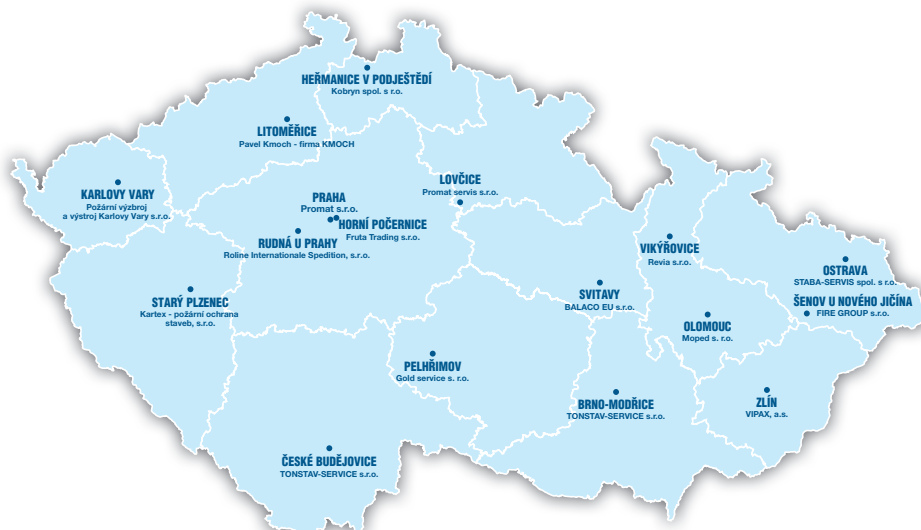 HEŘMANICE V PODJEŠTĚDÍ
Kobryn spol. s r.o.
LITOMĚŘICE
Pavel Kmoch - firma KMOCH
KARLOVY VARY
Požární výzbroj
a výstroj Karlovy Vary s.r.o.
LOVČICE
Promat servis s.r.o.
PRAHA
Promat s.r.o.
HORNÍ POČERNICE
Fruta Trading s.r.o.
RUDNÁ U PRAHY
Roline Internationale Spedition, s.r.o.
VIKÝŘOVICE
Revia s.r.o.
OSTRAVA
STABA-SERVIS spol. s r.o.
STARÝ PLZENEC
Kartex - požární ochrana
staveb, s.r.o.
SVITAVY
BALACO EU s r.o.
ŠENOV U NOVÉHO JIČÍNA
FIRE GROUP s.r.o.
OLOMOUC
Moped s. r.o.
PELHŘIMOV
Gold service s. r.o.
BRNO-MODŘICE
TONSTAV-SERVICE s.r.o.
ZLÍN
VIPAX, a.s.
ČESKÉ BUDĚJOVICE
TONSTAV-SERVICE s.r.o.